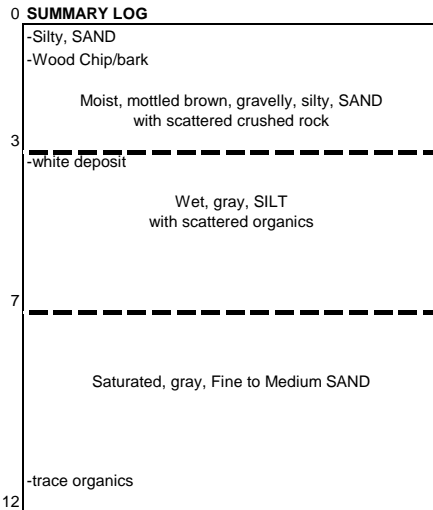 0 SUMMARY LOG
-Silty, SAND
-Wood Chip/bark
Moist, mottled brown, gravelly, silty, SAND
with scattered crushed rock
3
-white deposit
Wet, gray, SILT
with scattered organics
7
Saturated, gray, Fine to Medium SAND
-trace organics
12